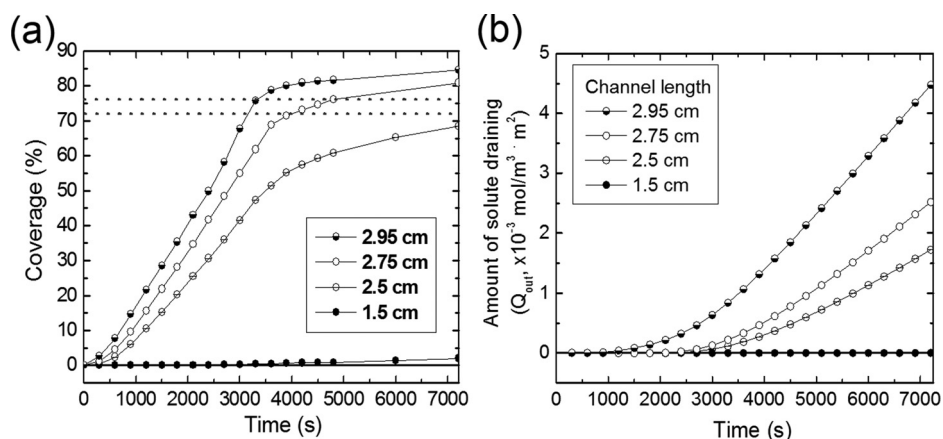 (a)
Coverage (%)
90
80
70
60
50
40
30
20
10
0
2.95 cm
2.75 cm
2.5 cm
1.5 cm
0 1000 2000 3000 4000 5000 6000 7000
Time (s)
(b)
Amount of solute draining
(Qout, x10⁻³ mol/m³ · m²)
5
4
3
2
1
0
Channel length
2.95 cm
2.75 cm
2.5 cm
1.5 cm
0 1000 2000 3000 4000 5000 6000 7000
Time (s)